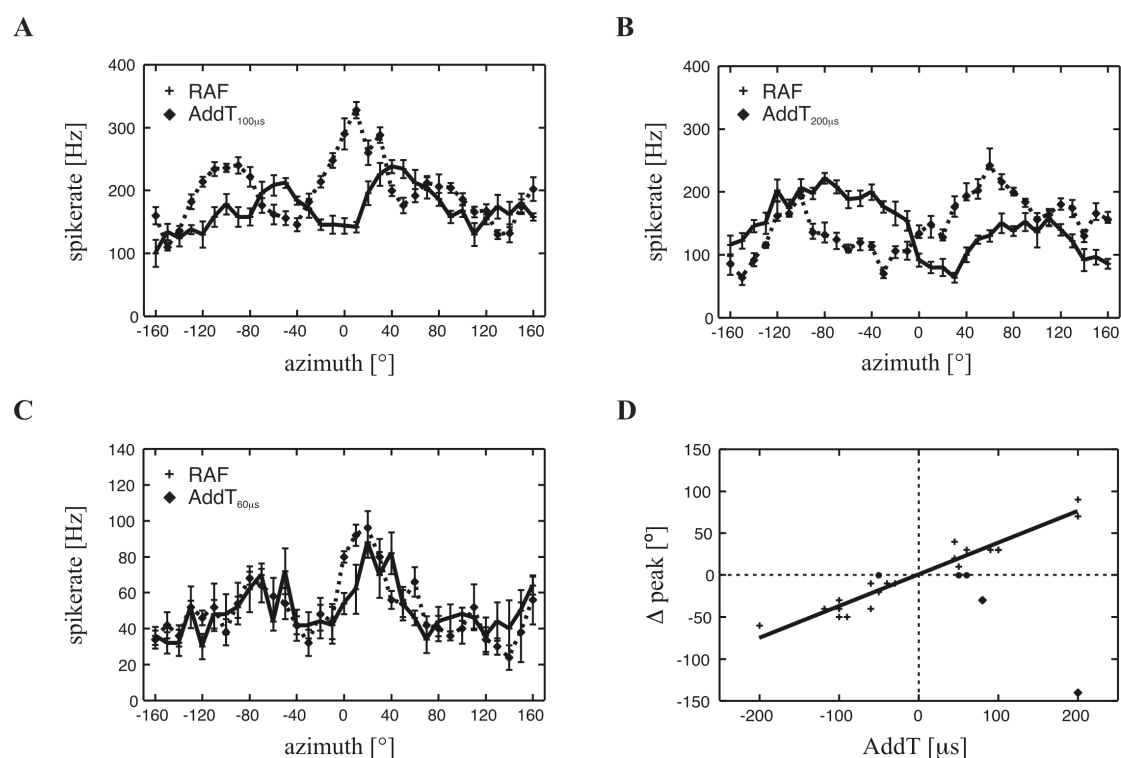 A
400
300
200
100
0
spikerate [Hz]
RAF
AddT100µs
-160 -120 -80 -40 0 40 80 120 160
azimuth [°]
B
400
300
200
100
0
spikerate [Hz]
RAF
AddT200µs
-160 -120 -80 -40 0 40 80 120 160
azimuth [°]
C
140
120
100
80
60
40
20
0
spikerate [Hz]
RAF
AddT60µs
-160 -120 -80 -40 0 40 80 120 160
azimuth [°]
D
150
100
50
0
-50
-100
-150
Δ peak [°]
-200 -100 0 100 200
AddT [µs]